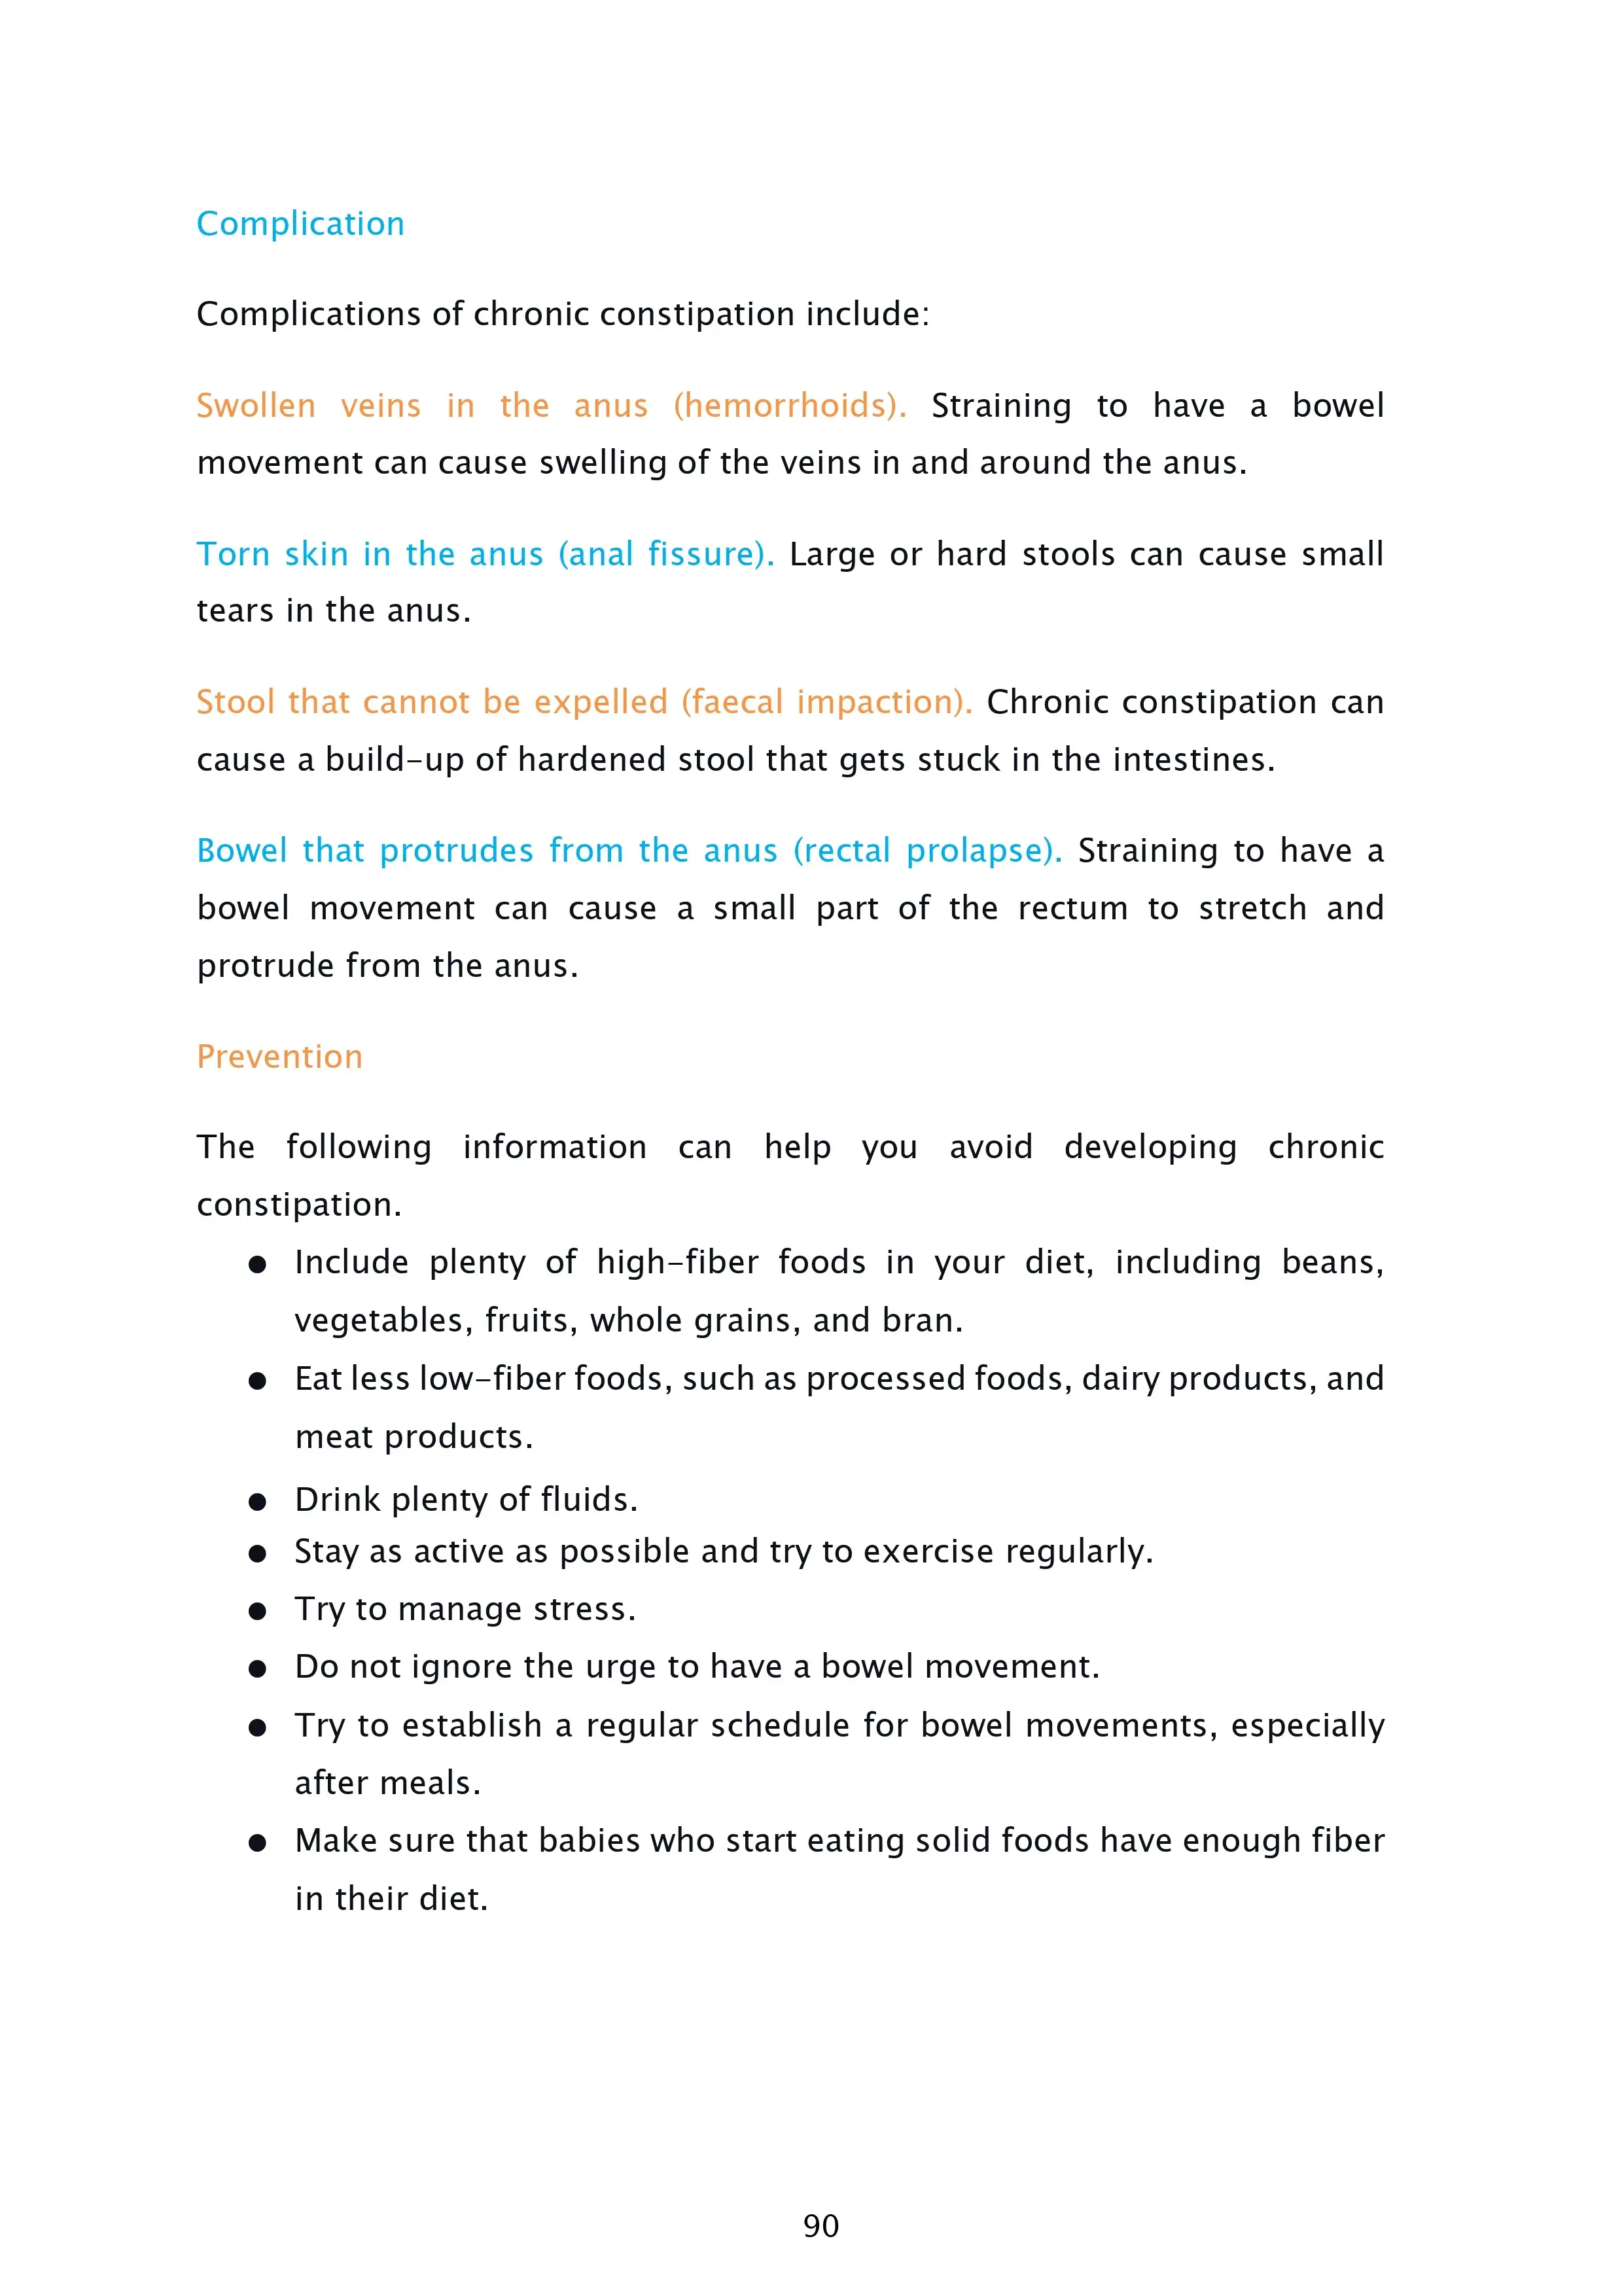 Complication
Complications of chronic constipation include:
Swollen veins in the anus (hemorrhoids). Straining to have a bowel
movement can cause swelling of the veins in and around the anus.
Torn skin in the anus (anal fissure). Large or hard stools can cause small
tears in the anus.
Stool that cannot be expelled (faecal impaction). Chronic constipation can
cause a build-up of hardened stool that gets stuck in the intestines.
Bowel that protrudes from the anus (rectal prolapse). Straining to have a
bowel movement can cause a small part of the rectum to stretch and
protrude from the anus.
Prevention
The following information can help you avoid developing chronic
constipation.
● Include plenty of high-fiber foods in your diet, including beans,
vegetables, fruits, whole grains, and bran.
● Eat less low-fiber foods, such as processed foods, dairy products, and
meat products.
● Drink plenty of fluids.
● Stay as active as possible and try to exercise regularly.
● Try to manage stress.
● Do not ignore the urge to have a bowel movement.
● Try to establish a regular schedule for bowel movements, especially
after meals.
● Make sure that babies who start eating solid foods have enough fiber
in their diet.
90